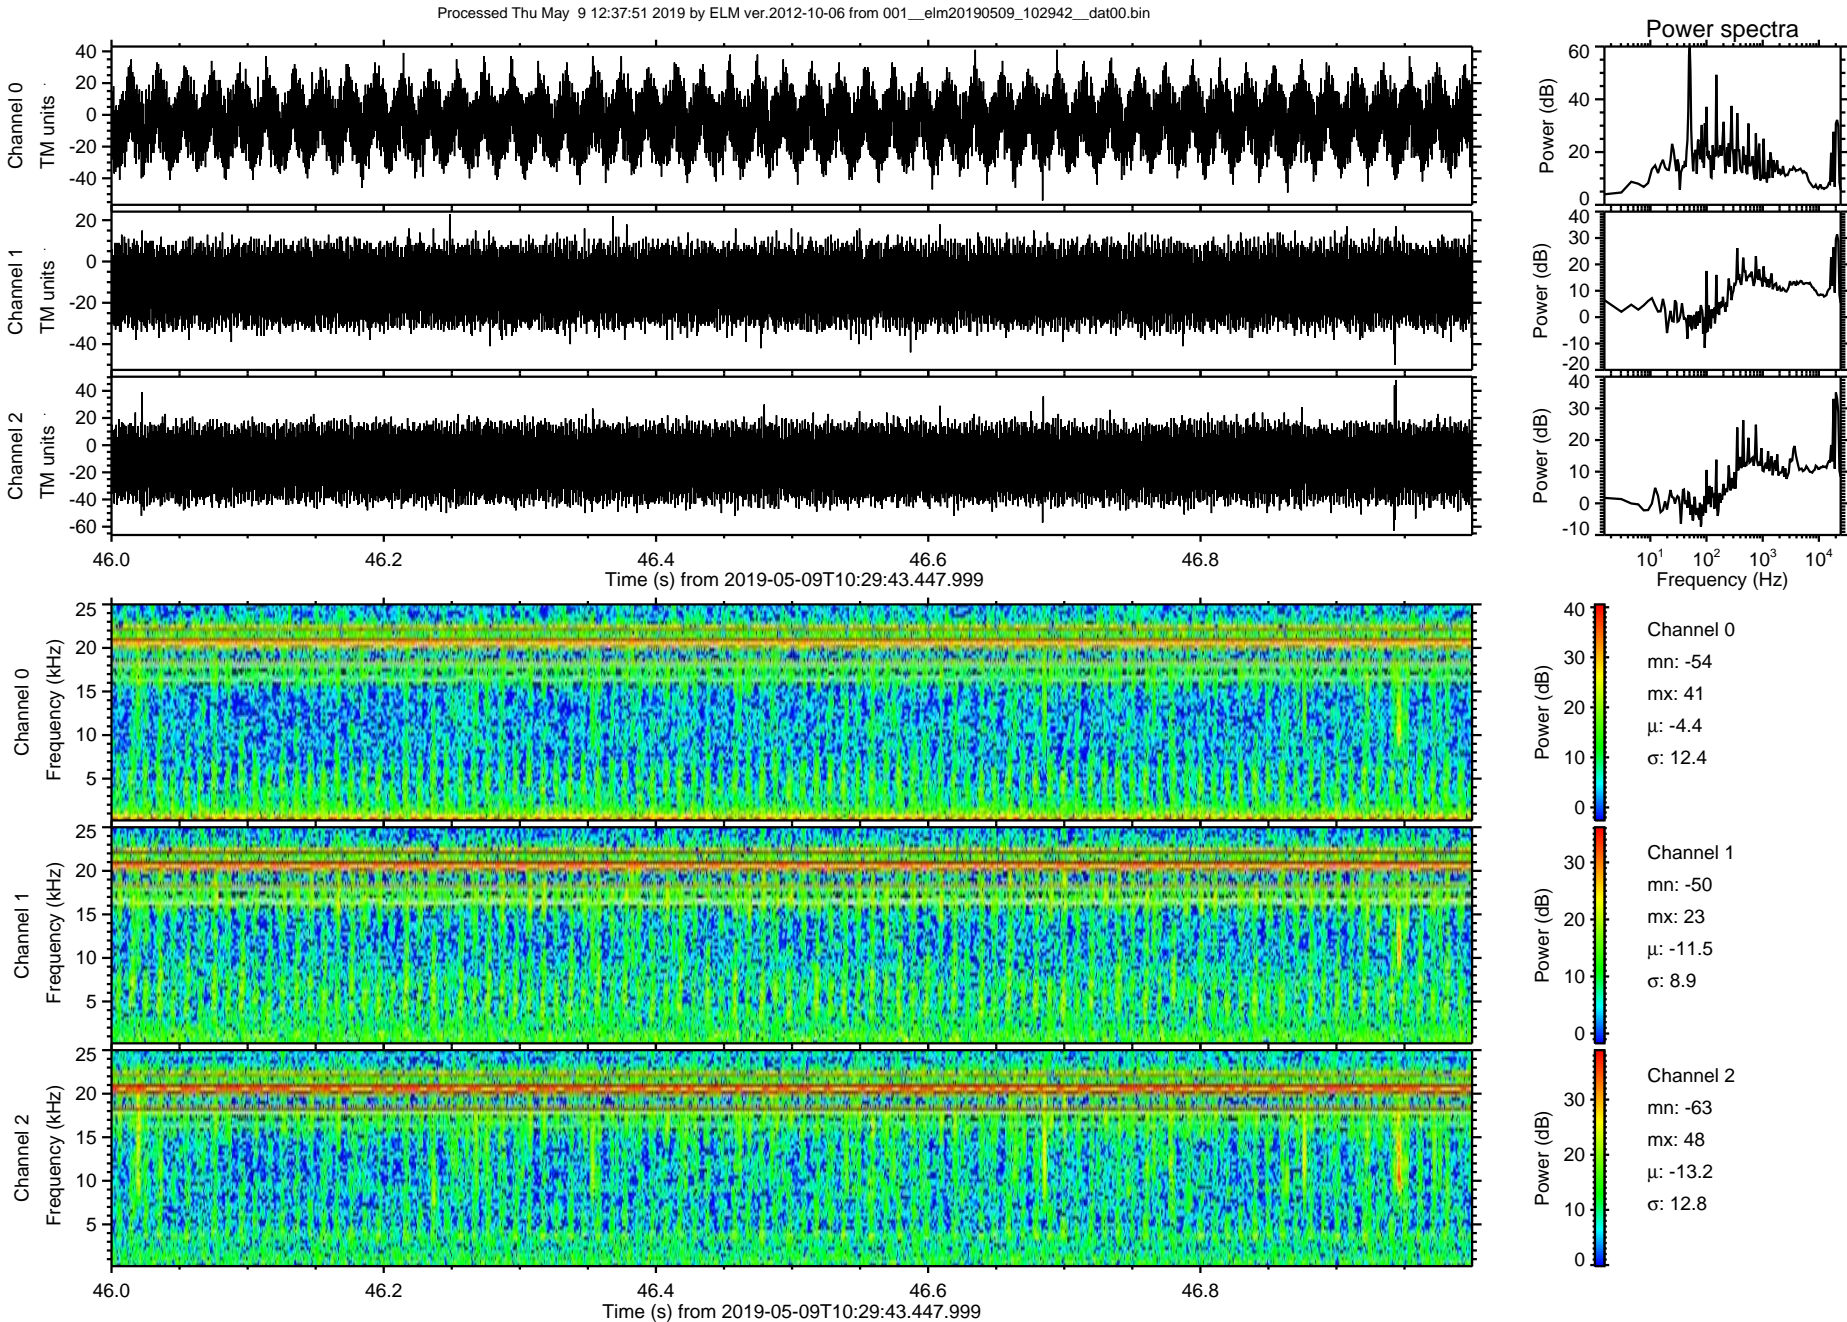 Processed Thu May  9 12:37:51 2019 by ELM ver.2012-10-06 from 001__elm20190509_102942__dat00.bin
Power spectra
Channel 0
TM units
40
20
0
-20
-40
Power (dB)
60
40
20
0
Channel 1
TM units
20
0
-20
-40
Power (dB)
40
30
20
10
0
-10
-20
Channel 2
TM units
40
20
0
-20
-40
-60
Power (dB)
40
30
20
10
0
-10
46.0 46.2 46.4 46.6 46.8
Time (s) from 2019-05-09T10:29:43.447.999
10¹ 10² 10³ 10⁴
Frequency (Hz)
Channel 0
Frequency (kHz)
25
20
15
10
5
Power (dB)
40
30
20
10
0
Channel 0
mn: -54
mx: 41
μ: -4.4
σ: 12.4
Channel 1
Frequency (kHz)
25
20
15
10
5
Power (dB)
30
20
10
0
Channel 1
mn: -50
mx: 23
μ: -11.5
σ: 8.9
Channel 2
Frequency (kHz)
25
20
15
10
5
Power (dB)
30
20
10
0
Channel 2
mn: -63
mx: 48
μ: -13.2
σ: 12.8
46.0 46.2 46.4 46.6 46.8
Time (s) from 2019-05-09T10:29:43.447.999